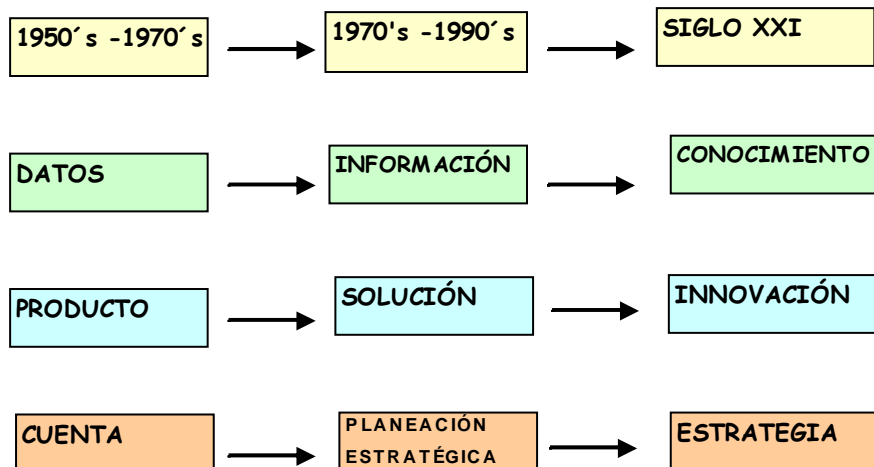 1950´s -1970´s
1970's -1990´s
SIGLO XXI
DATOS
INFORMACIÓN
CONOCIMIENTO
PRODUCTO
SOLUCIÓN
INNOVACIÓN
CUENTA
PLANEACIÓN
ESTRATÉGICA
ESTRATEGIA